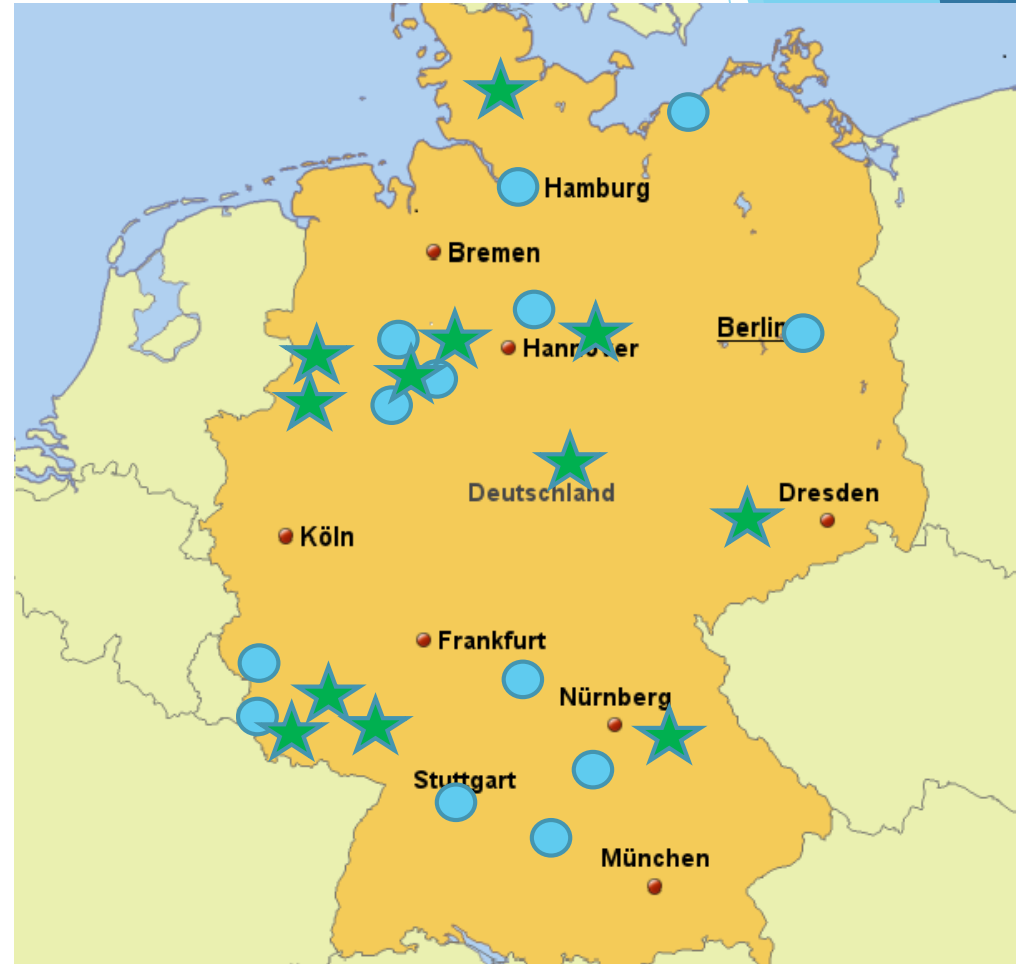 Hamburg
Bremen
Berlin
Hannover
Deutschland
Dresden
Köln
Frankfurt
Nürnberg
Stuttgart
München